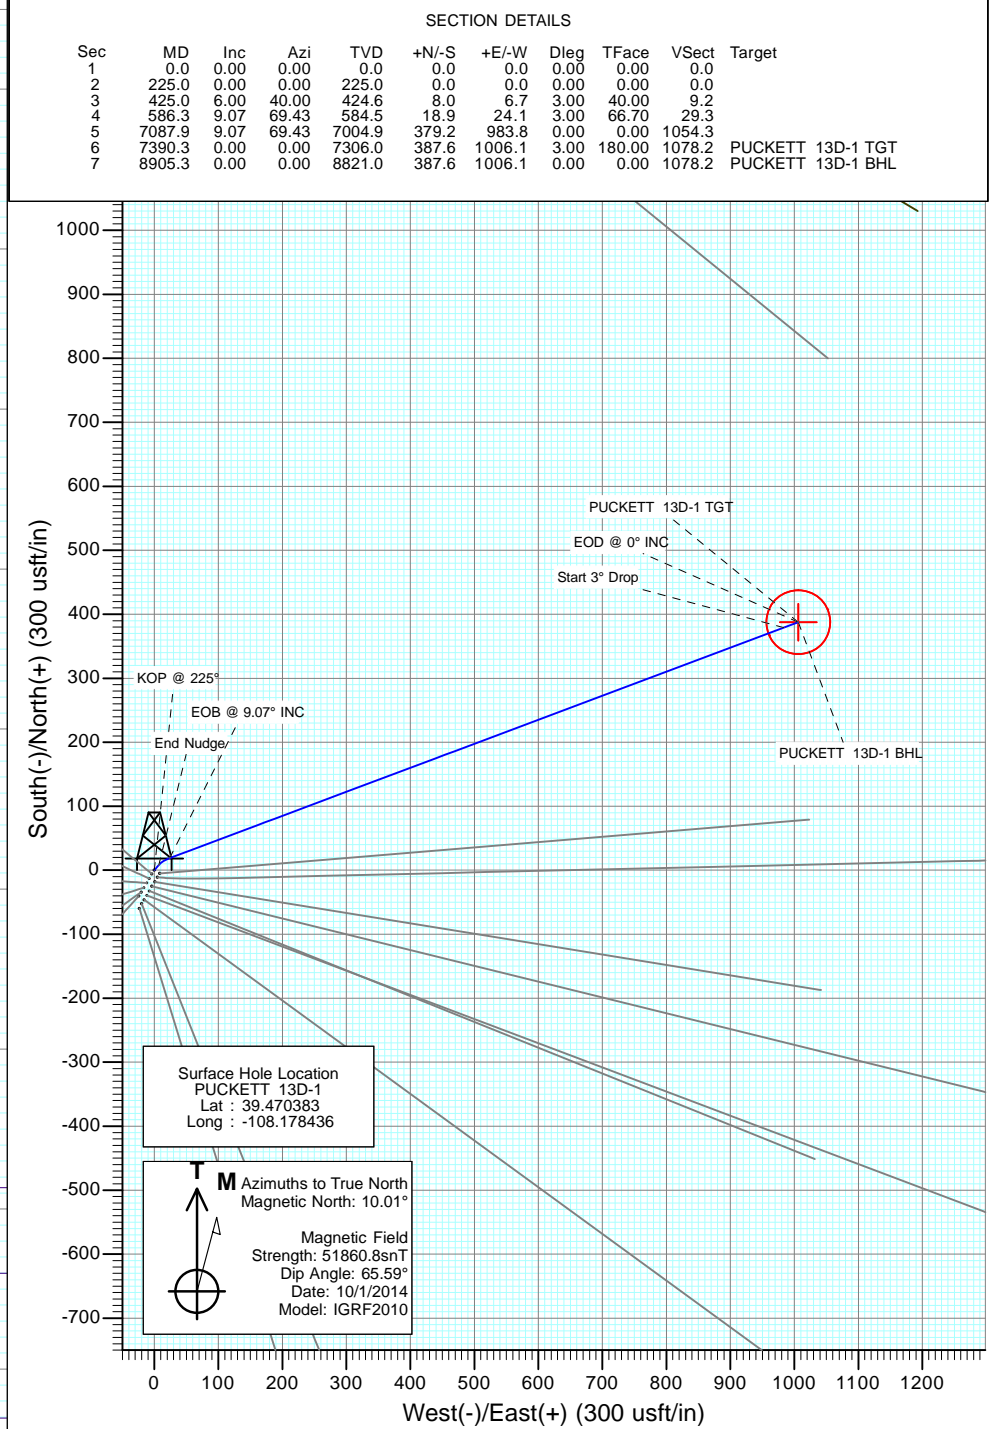 SECTION DETAILS
Sec MD Inc Azi TVD +N/-S +E/-W Dleg TFace VSect Target
1 0.0 0.00 0.00 0.0 0.0 0.0 0.00 0.00 0.0
2 225.0 0.00 0.00 225.0 0.0 0.0 0.00 0.00 0.0
3 425.0 6.00 40.00 424.6 8.0 6.7 3.00 40.00 9.2
4 586.3 9.07 69.43 584.5 18.9 24.1 3.00 66.70 29.3
5 7087.9 9.07 69.43 7004.9 379.2 983.8 0.00 0.00 1054.3
6 7390.3 0.00 0.00 7306.0 387.6 1006.1 3.00 180.00 1078.2 PUCKETT 13D-1 TGT
7 8905.3 0.00 0.00 8821.0 387.6 1006.1 0.00 0.00 1078.2 PUCKETT 13D-1 BHL
1000
900
800
700
600
500
400
300
200
100
0
-100
-200
-300
-400
-500
-600
-700
South(-)/North(+) (300 usft/in)
PUCKETT 13D-1 TGT
EOD @ 0° INC
Start 3° Drop
KOP @ 225°
EOB @ 9.07° INC
End Nudge
PUCKETT 13D-1 BHL
Surface Hole Location
PUCKETT 13D-1
Lat : 39.470383
Long : -108.178436
T
M
Azimuths to True North
Magnetic North: 10.01°
Magnetic Field
Strength: 51860.8snT
Dip Angle: 65.59°
Date: 10/1/2014
Model: IGRF2010
0 100 200 300 400 500 600 700 800 900 1000 1100 1200
West(-)/East(+) (300 usft/in)